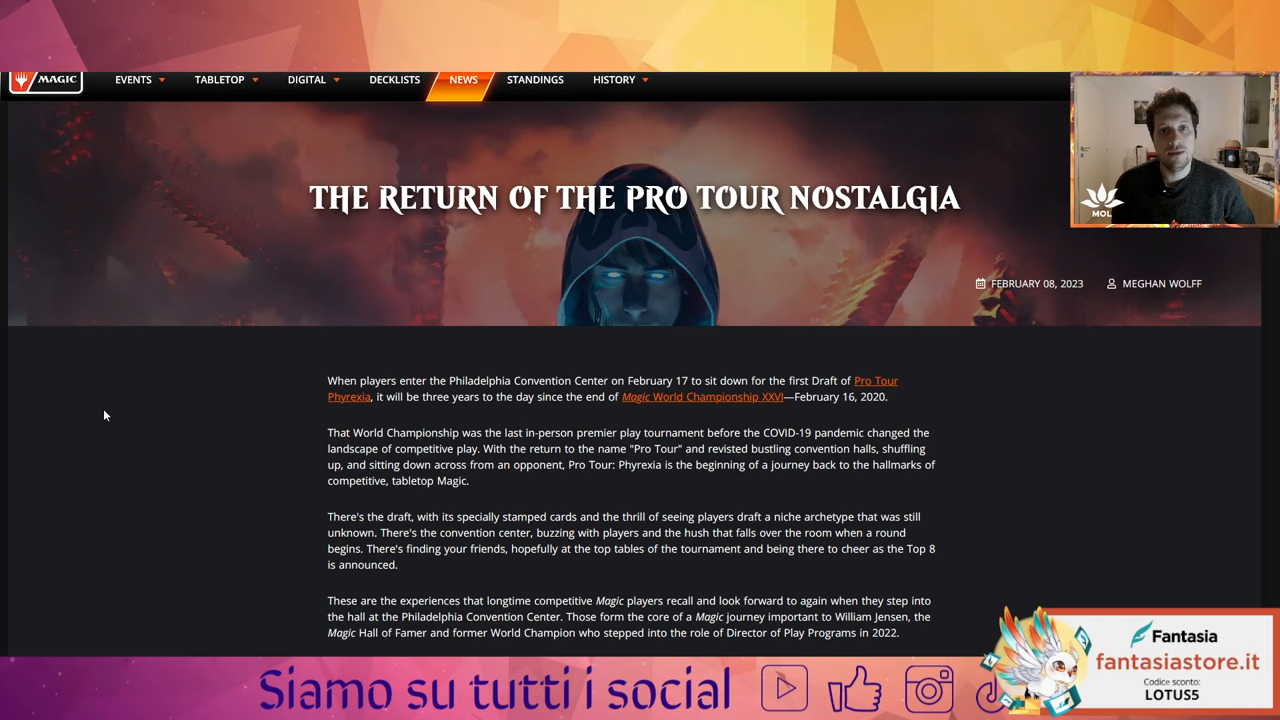 MAGIC
EVENTS TABLETOP DIGITAL DECKLISTS NEWS STANDINGS HISTORY
THE RETURN OF THE PRO TOUR NOSTALGIA
MOL
FEBRUARY 08, 2023 MEGHAN WOLFF
When players enter the Philadelphia Convention Center on February 17 to sit down for the first Draft of Pro Tour
Phyrexia, it will be three years to the day since the end of Magic World Championship XXVI—February 16, 2020.
That World Championship was the last in-person premier play tournament before the COVID-19 pandemic changed the
landscape of competitive play. With the return to the name "Pro Tour" and revisted bustling convention halls, shuffling
up, and sitting down across from an opponent, Pro Tour: Phyrexia is the beginning of a journey back to the hallmarks of
competitive, tabletop Magic.
There's the draft, with its specially stamped cards and the thrill of seeing players draft a niche archetype that was still
unknown. There's the convention center, buzzing with players and the hush that falls over the room when a round
begins. There's finding your friends, hopefully at the top tables of the tournament and being there to cheer as the Top 8
is announced.
These are the experiences that longtime competitive Magic players recall and look forward to again when they step into
the hall at the Philadelphia Convention Center. Those form the core of a Magic journey important to William Jensen, the
Magic Hall of Famer and former World Champion who stepped into the role of Director of Play Programs in 2022.
Siamo su tutti i social
Fantasia
fantasiastore.it
Codice sconto:
LOTUS5